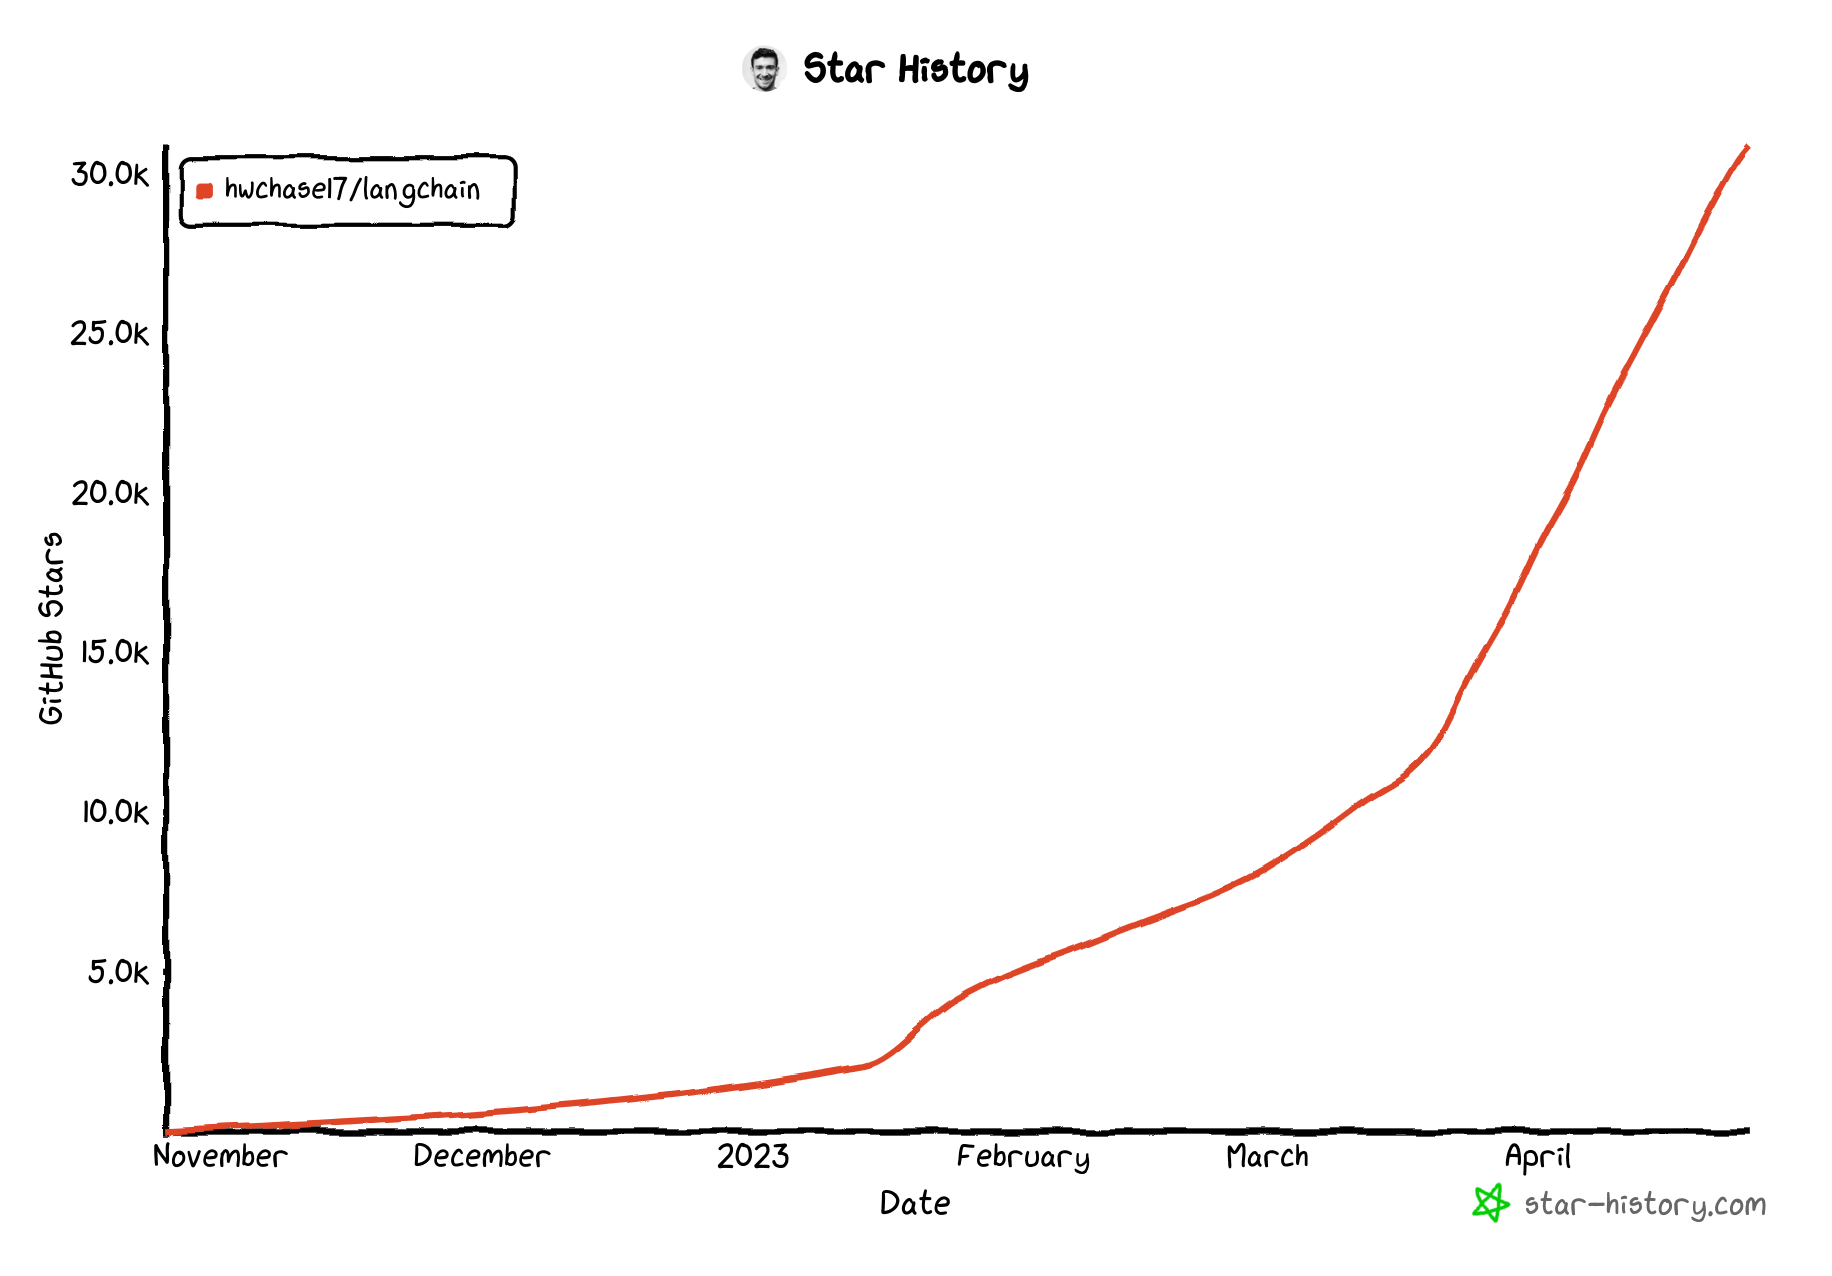 Star History
hwchase17/langchain
30.0k
25.0k
20.0k
15.0k
10.0k
5.0k
GitHub Stars
November December 2023 February March April
Date
star-history.com